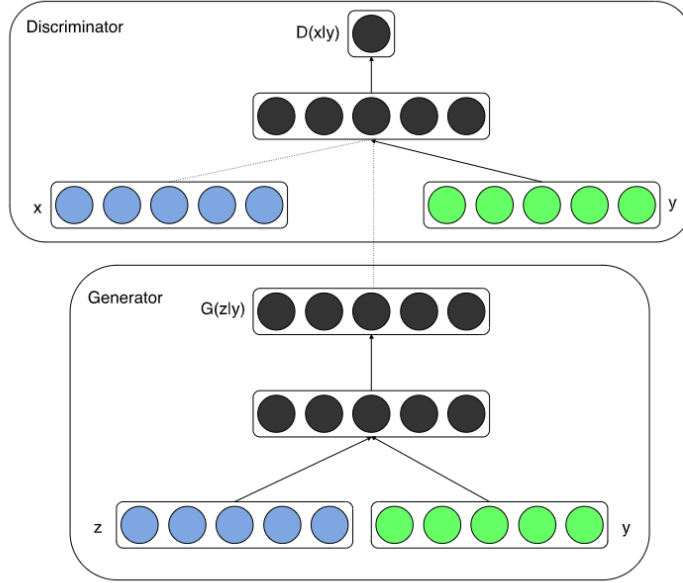 Discriminator
D(x|y)
x
y
Generator
G(z|y)
z
y